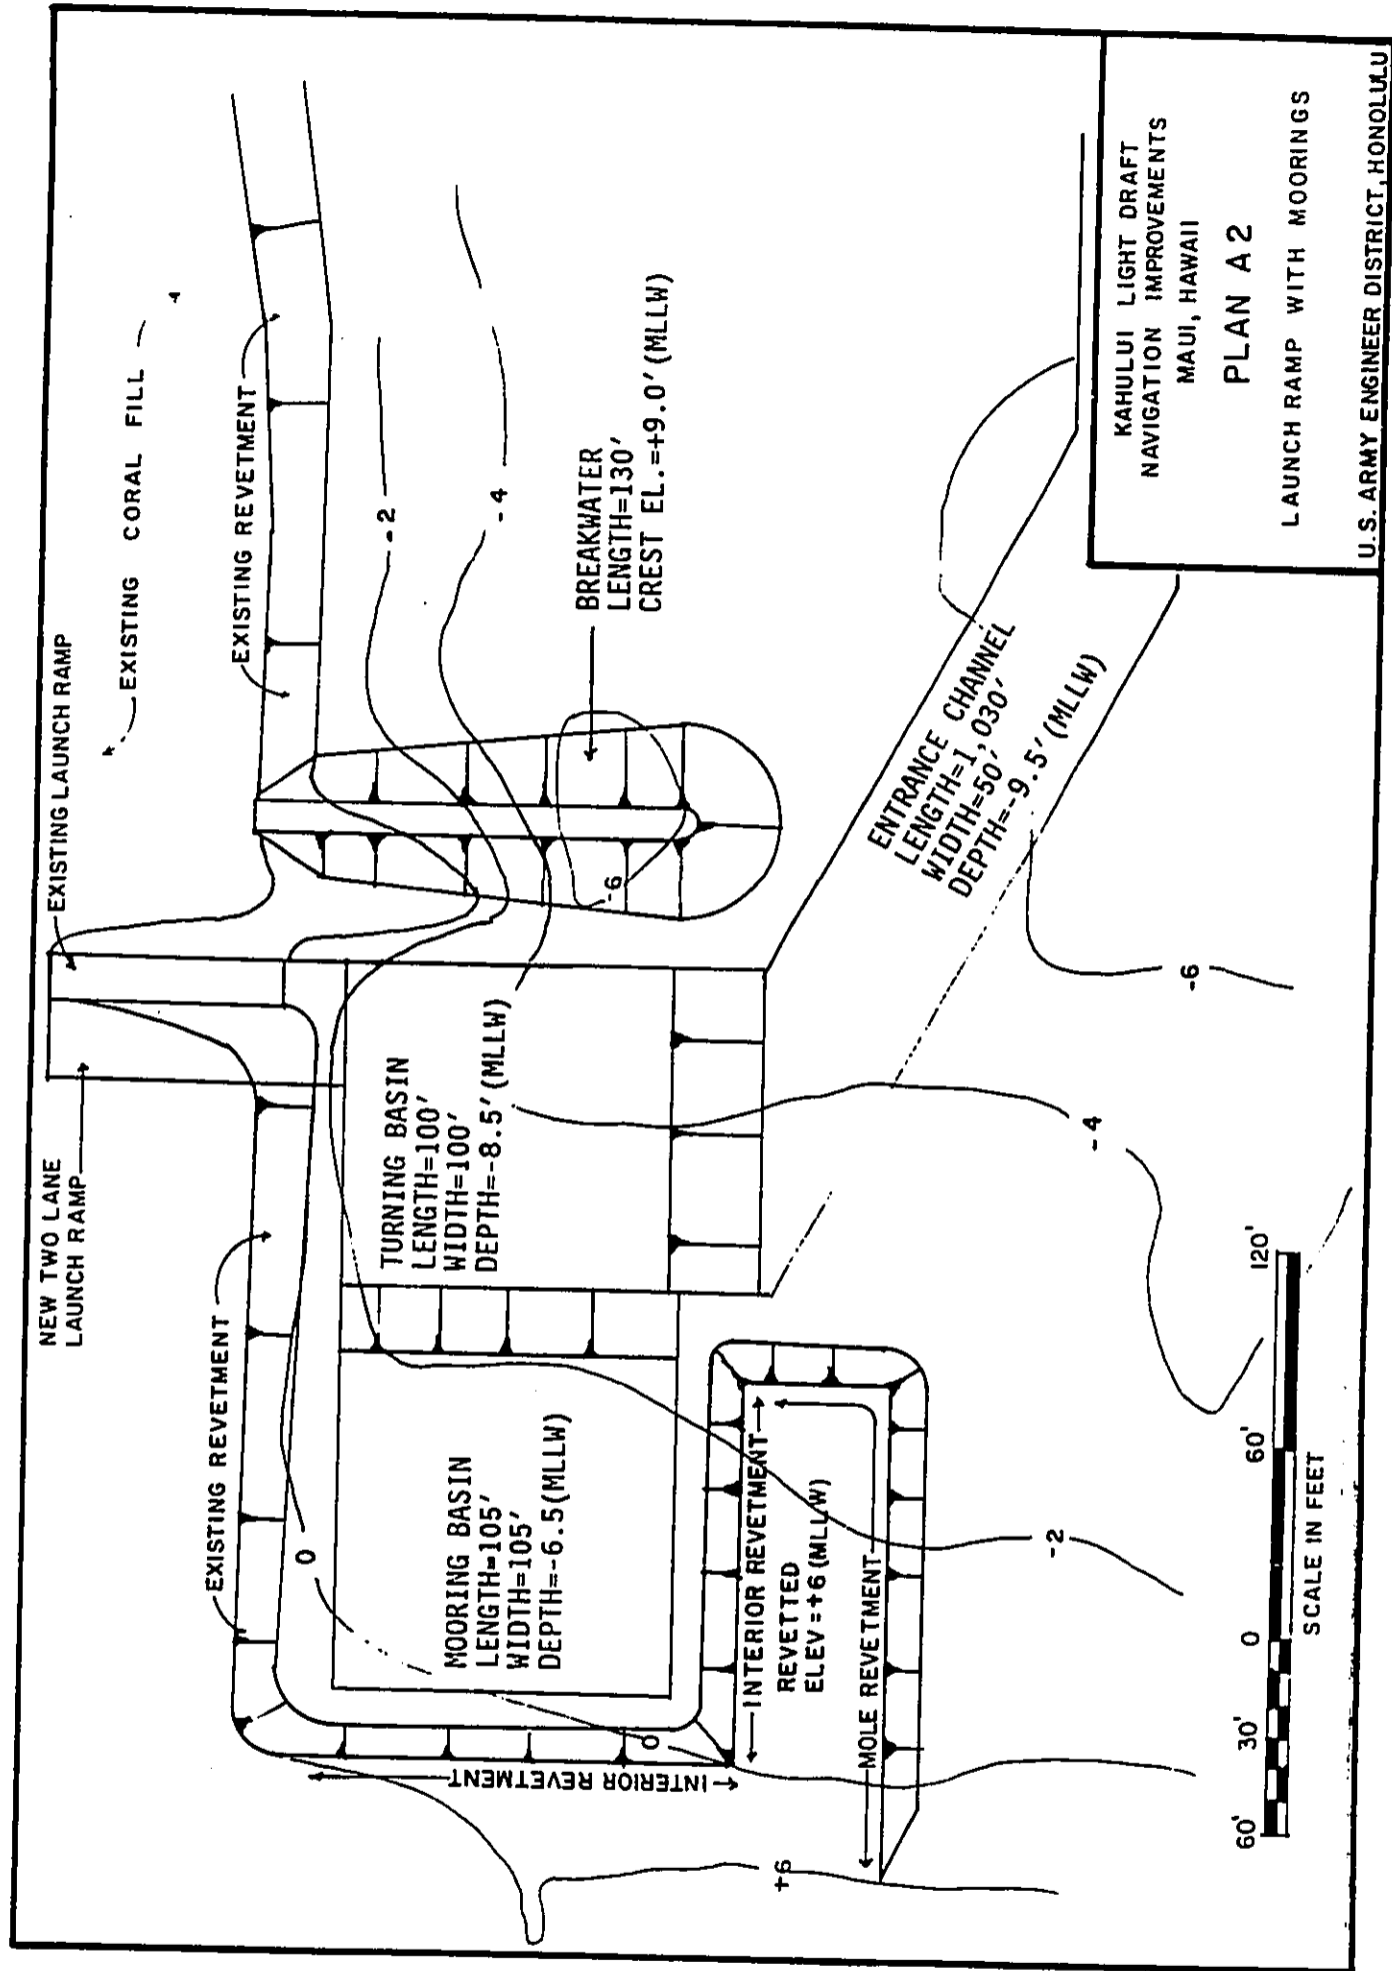 NEW TWO LANE
LAUNCH RAMP
EXISTING LAUNCH RAMP
EXISTING CORAL FILL
EXISTING REVETMENT
EXISTING REVETMENT
TURNING BASIN
LENGTH=100'
WIDTH=100'
DEPTH=-8.5'(MLLW)
MOORING BASIN
LENGTH=105'
WIDTH=105'
DEPTH=-6.5(MLLW)
BREAKWATER
LENGTH=130'
CREST EL.=+9.0'(MLLW)
ENTRANCE CHANNEL
LENGTH=1,030'
WIDTH=50'
DEPTH=-9.5'(MLLW)
INTERIOR REVETMENT
INTERIOR REVETMENT
REVETTED
ELEV=+6(MLLW)
MOLE REVETMENT
0
0
-2
-4
-6
-6
-4
-2
+6
60' 30' 0 60' 120'
SCALE IN FEET
KAHULUI LIGHT DRAFT
NAVIGATION IMPROVEMENTS
MAUI, HAWAII
PLAN A2
LAUNCH RAMP WITH MOORINGS
U.S. ARMY ENGINEER DISTRICT, HONOLULU